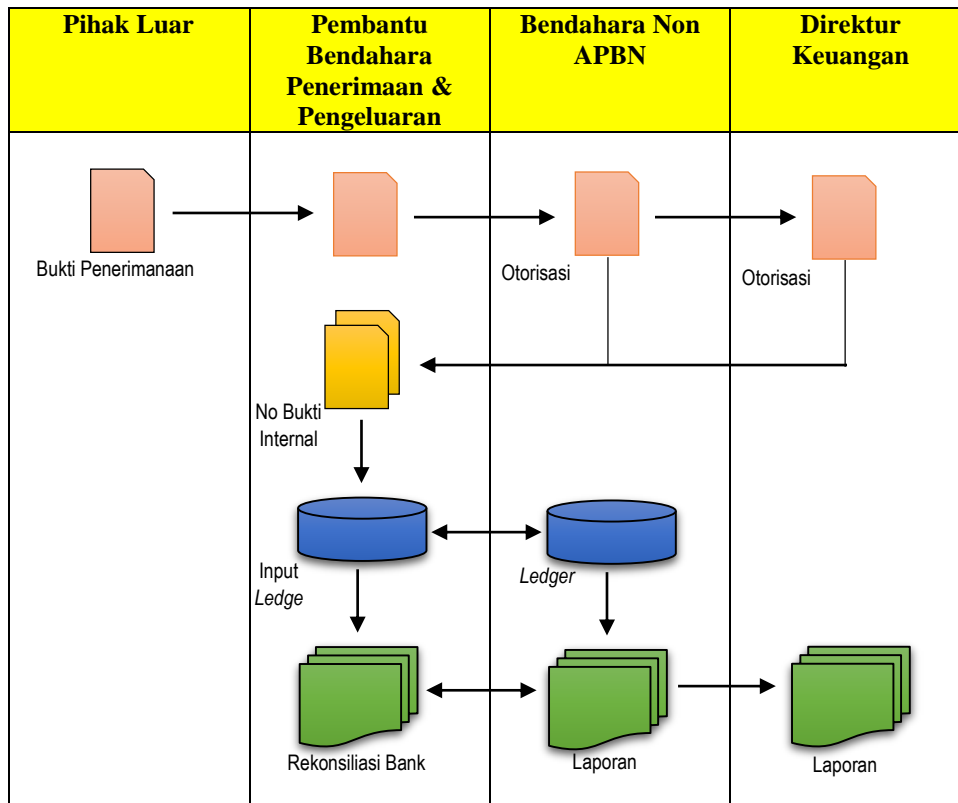 Pihak Luar
Pembantu
Bendahara
Penerimaan &
Pengeluaran
Bendahara Non
APBN
Direktur
Keuangan
Bukti Penerimanaan
Otorisasi
Otorisasi
No Bukti
Internal
Input
Ledge
Ledger
Rekonsiliasi Bank
Laporan
Laporan